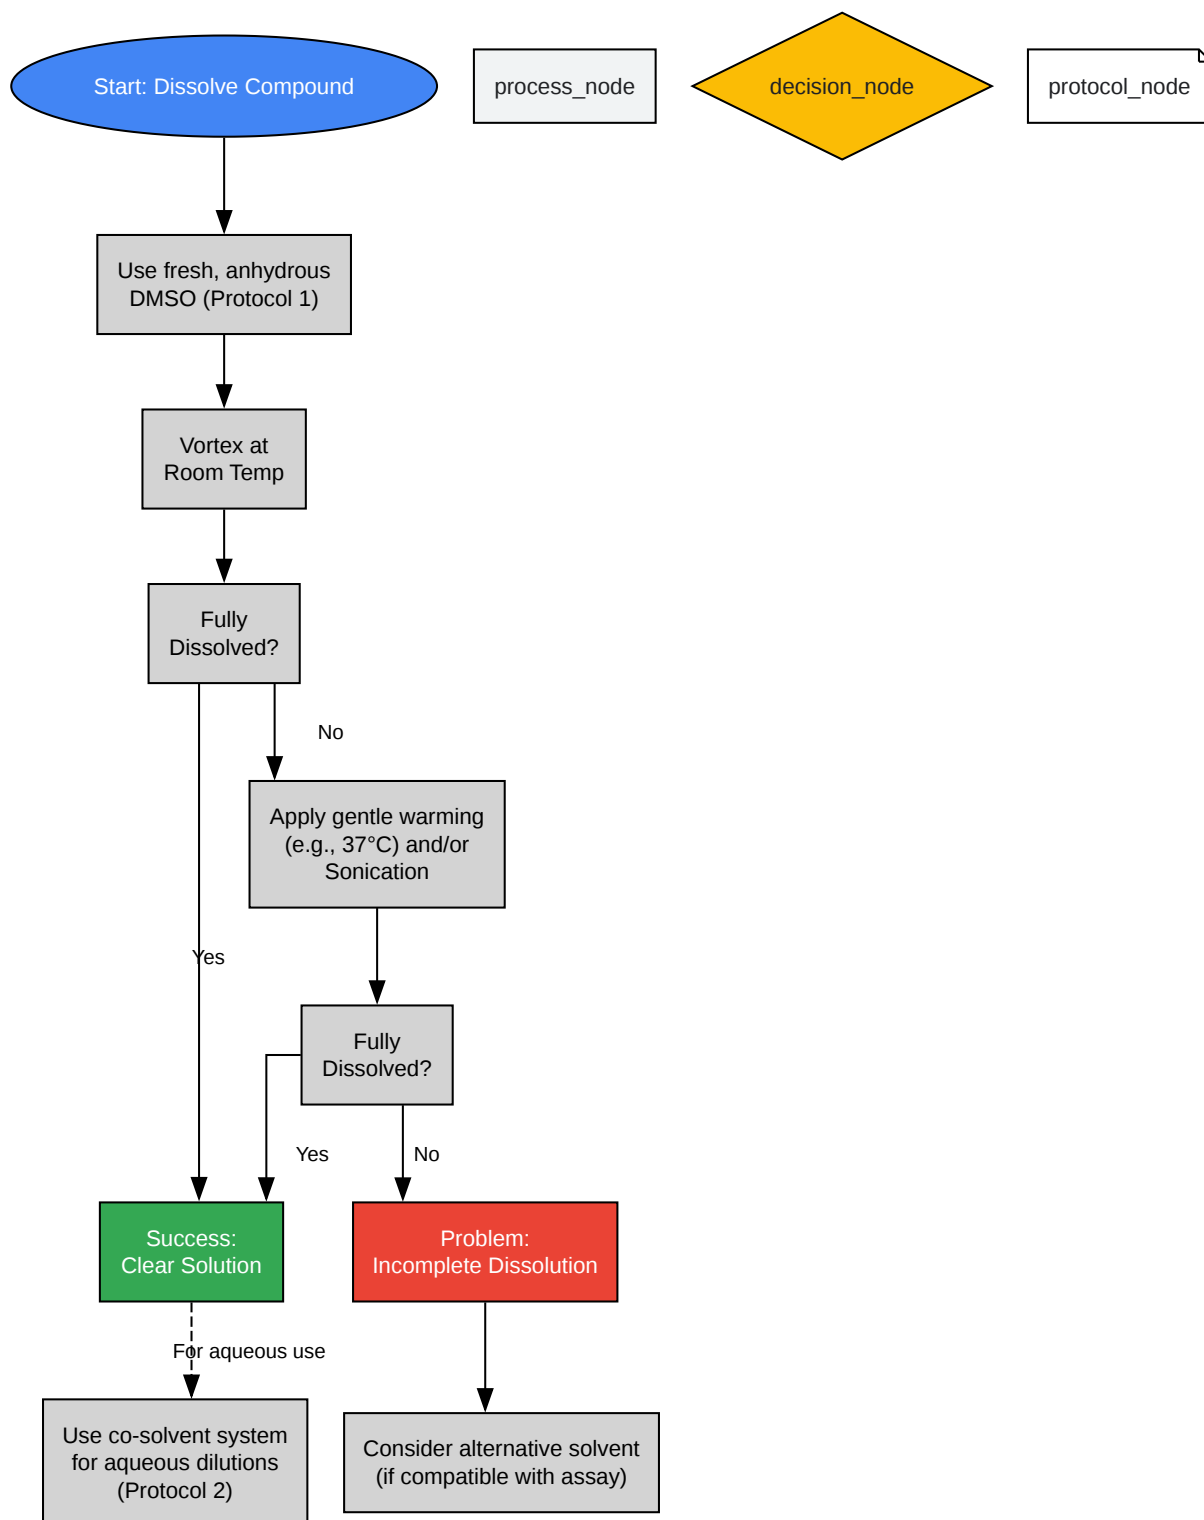 Start: Dissolve Compound
process_node
decision_node
protocol_node
Use fresh, anhydrous
DMSO (Protocol 1)
Vortex at
Room Temp
Fully
Dissolved?
No
Apply gentle warming
(e.g., 37°C) and/or
Sonication
Yes
Fully
Dissolved?
Yes
No
Success:
Clear Solution
Problem:
Incomplete Dissolution
For aqueous use
Use co-solvent system
for aqueous dilutions
(Protocol 2)
Consider alternative solvent
(if compatible with assay)